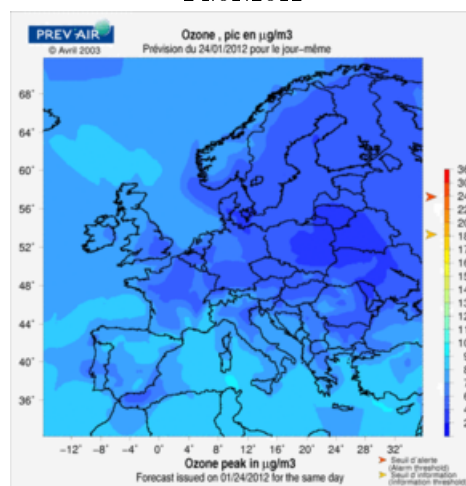 PREV'AIR
© Avril 2003
Ozone , pic en µg/m3
Prévision du 24/01/2012 pour le jour-même
68°
64°
60°
56°
52°
48°
44°
40°
36°
-12° -8° -4° 0° 4° 8° 12° 16° 20° 24° 28° 32°
Ozone peak in µg/m3
Forecast issued on 01/24/2012 for the same day
Seuil d'alerte
(Alarm threshold)
Seuil d'information
(Information threshold)